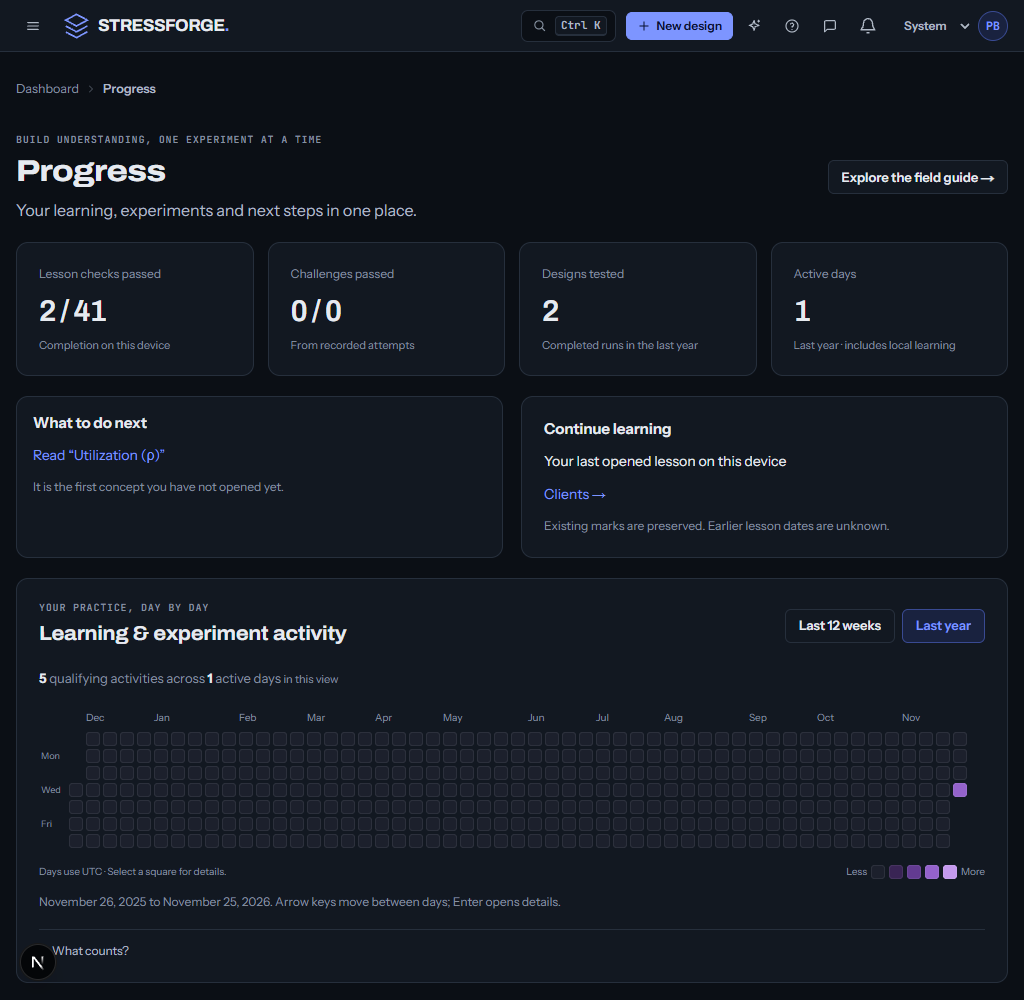 STRESSFORGE.
Ctrl K
+ New design
System
PB
Dashboard > Progress
BUILD UNDERSTANDING, ONE EXPERIMENT AT A TIME
Progress
Explore the field guide →
Your learning, experiments and next steps in one place.
Lesson checks passed
2 / 41
Completion on this device
Challenges passed
0 / 0
From recorded attempts
Designs tested
2
Completed runs in the last year
Active days
1
Last year · includes local learning
What to do next
Read “Utilization (ρ)”
It is the first concept you have not opened yet.
Continue learning
Your last opened lesson on this device
Clients →
Existing marks are preserved. Earlier lesson dates are unknown.
YOUR PRACTICE, DAY BY DAY
Learning & experiment activity
Last 12 weeks
Last year
5 qualifying activities across 1 active days in this view
Dec Jan Feb Mar Apr May Jun Jul Aug Sep Oct Nov
Mon
Wed
Fri
Days use UTC · Select a square for details.
Less More
November 26, 2025 to November 25, 2026. Arrow keys move between days; Enter opens details.
What counts?
N